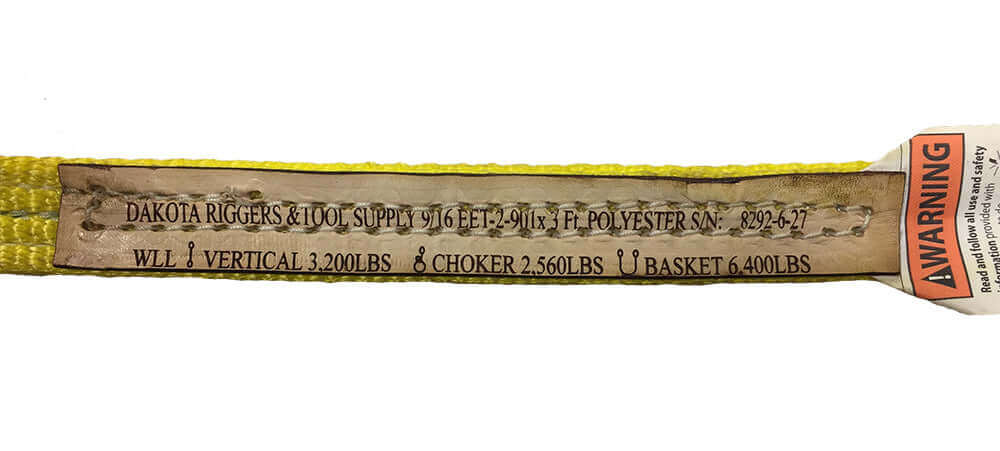 DAKOTA RIGGERS & TOOL SUPPLY 9/16 EET-2-901x 3 Ft. POLYESTER S/N: 8292-6-27
WLL VERTICAL 3,200LBS CHOKER 2,560LBS BASKET 6,400LBS
WARNING
Read and follow all use and safety
information provided with